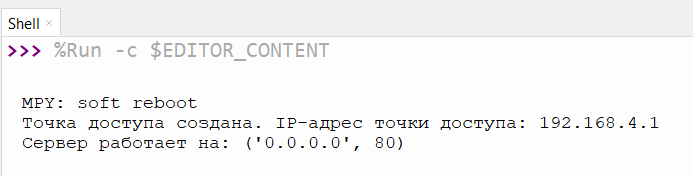 Shell ×
>>> %Run -c $EDITOR_CONTENT
MPY: soft reboot
Точка доступа создана. IP-адрес точки доступа: 192.168.4.1
Сервер работает на: ('0.0.0.0', 80)